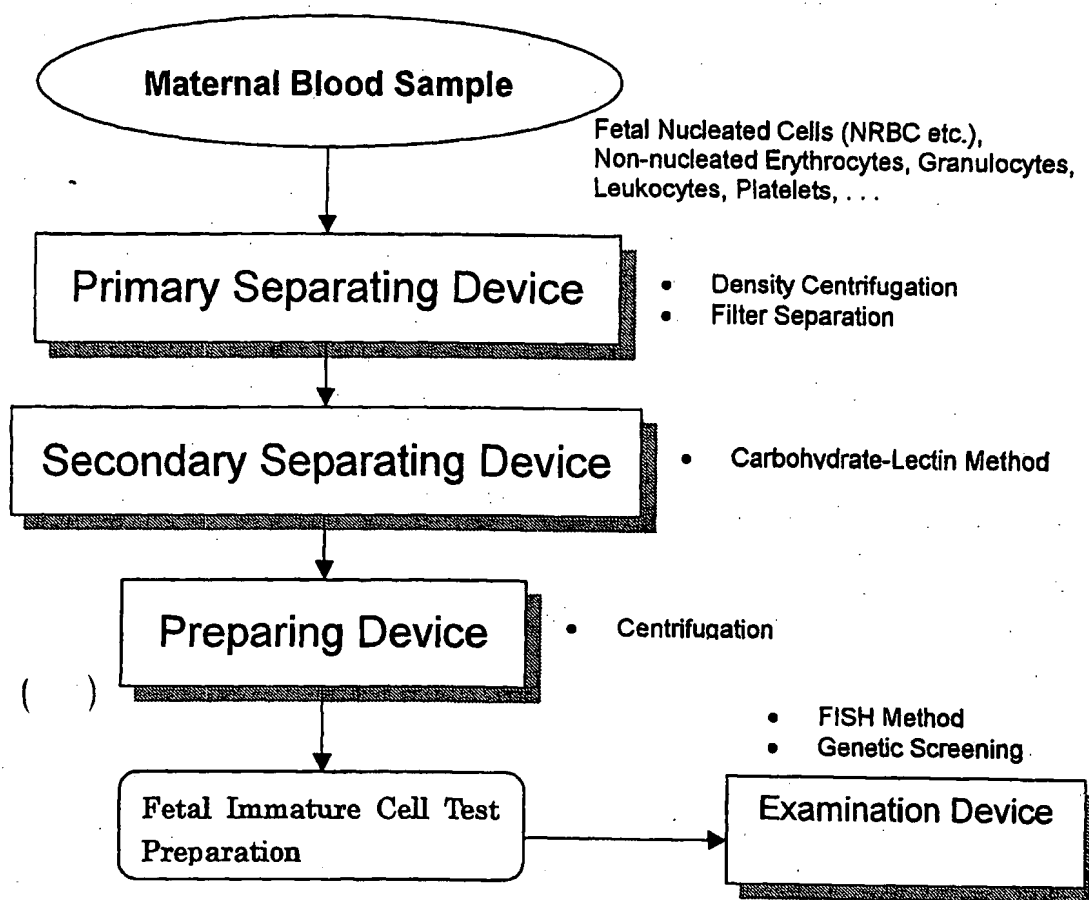 Maternal Blood Sample
Fetal Nucleated Cells (NRBC etc.),
Non-nucleated Erythrocytes, Granulocytes,
Leukocytes, Platelets, . . .
Primary Separating Device
• Density Centrifugation
• Filter Separation
Secondary Separating Device
• Carbohydrate-Lectin Method
Preparing Device
• Centrifugation
( )
• FISH Method
• Genetic Screening
Fetal Immature Cell Test
Preparation
Examination Device